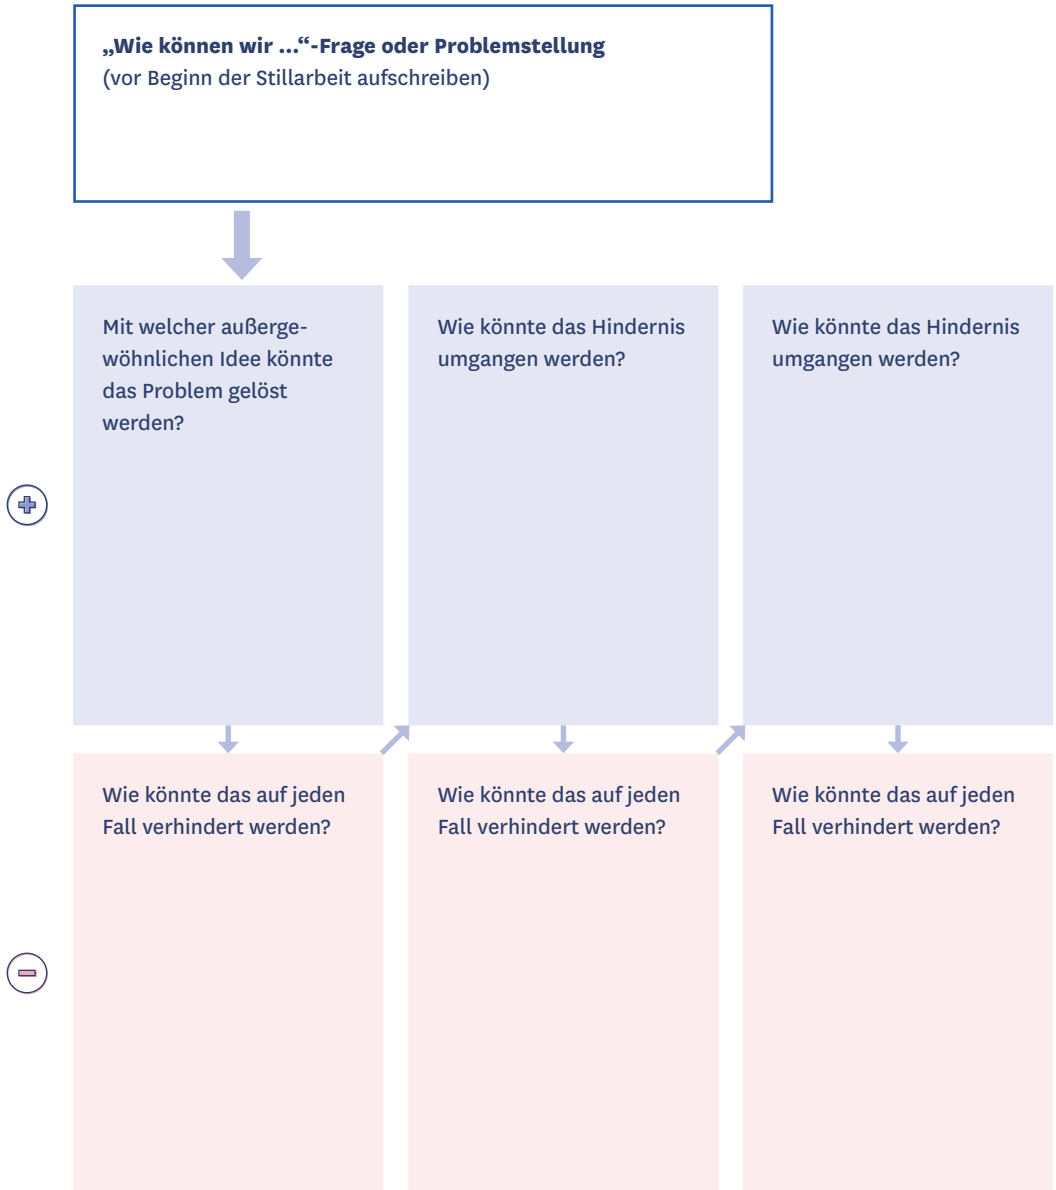 „Wie können wir …“-Frage oder Problemstellung
(vor Beginn der Stillarbeit aufschreiben)
Mit welcher außerge-
wöhnlichen Idee könnte
das Problem gelöst
werden?
Wie könnte das Hindernis
umgangen werden?
Wie könnte das Hindernis
umgangen werden?
Wie könnte das auf jeden
Fall verhindert werden?
Wie könnte das auf jeden
Fall verhindert werden?
Wie könnte das auf jeden
Fall verhindert werden?